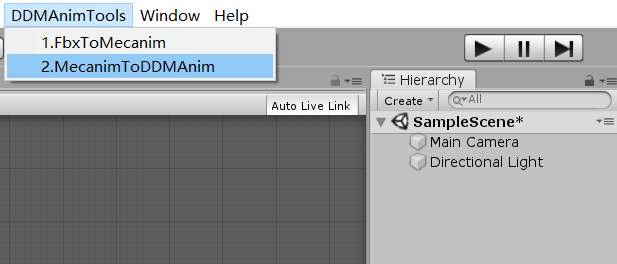 DDMAnimTools Window Help
1.FbxToMecanim
2.MecanimToDDMAnim
Hierarchy
Auto Live Link
Create All
SampleScene*
Main Camera
Directional Light